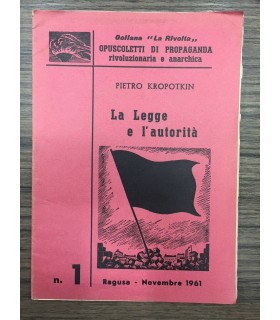 Collana "La Rivolta„
OPUSCOLETTI DI PROPAGANDA
rivoluzionaria e anarchica
PIETRO KROPOTKIN
La Legge
e l'autorità
n. 1
Ragusa - Novembre 1961